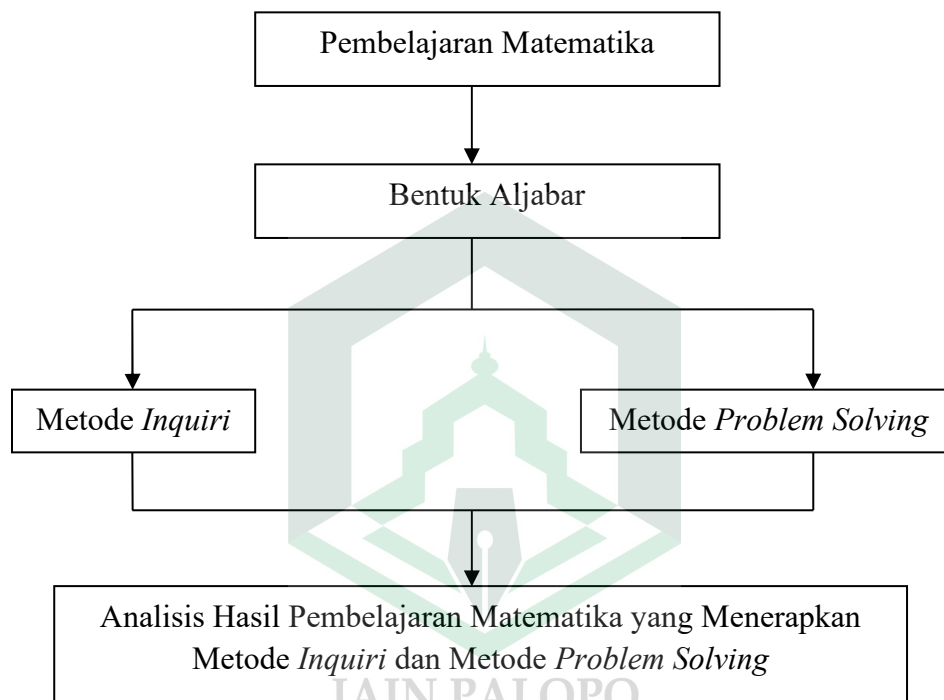 Pembelajaran Matematika
Bentuk Aljabar
Metode Inquiri
Metode Problem Solving
Analisis Hasil Pembelajaran Matematika yang Menerapkan
Metode Inquiri dan Metode Problem Solving
IAIN PALOPO